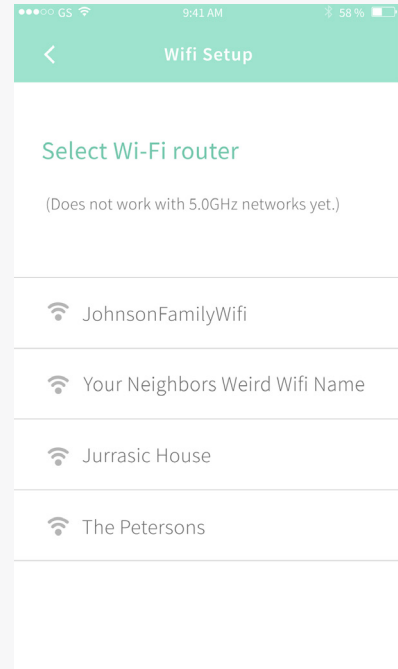 GS 9:41 AM 58 %
Wifi Setup
Select Wi-Fi router
(Does not work with 5.0GHz networks yet.)
JohnsonFamilyWifi
Your Neighbors Weird Wifi Name
Jurrasic House
The Petersons